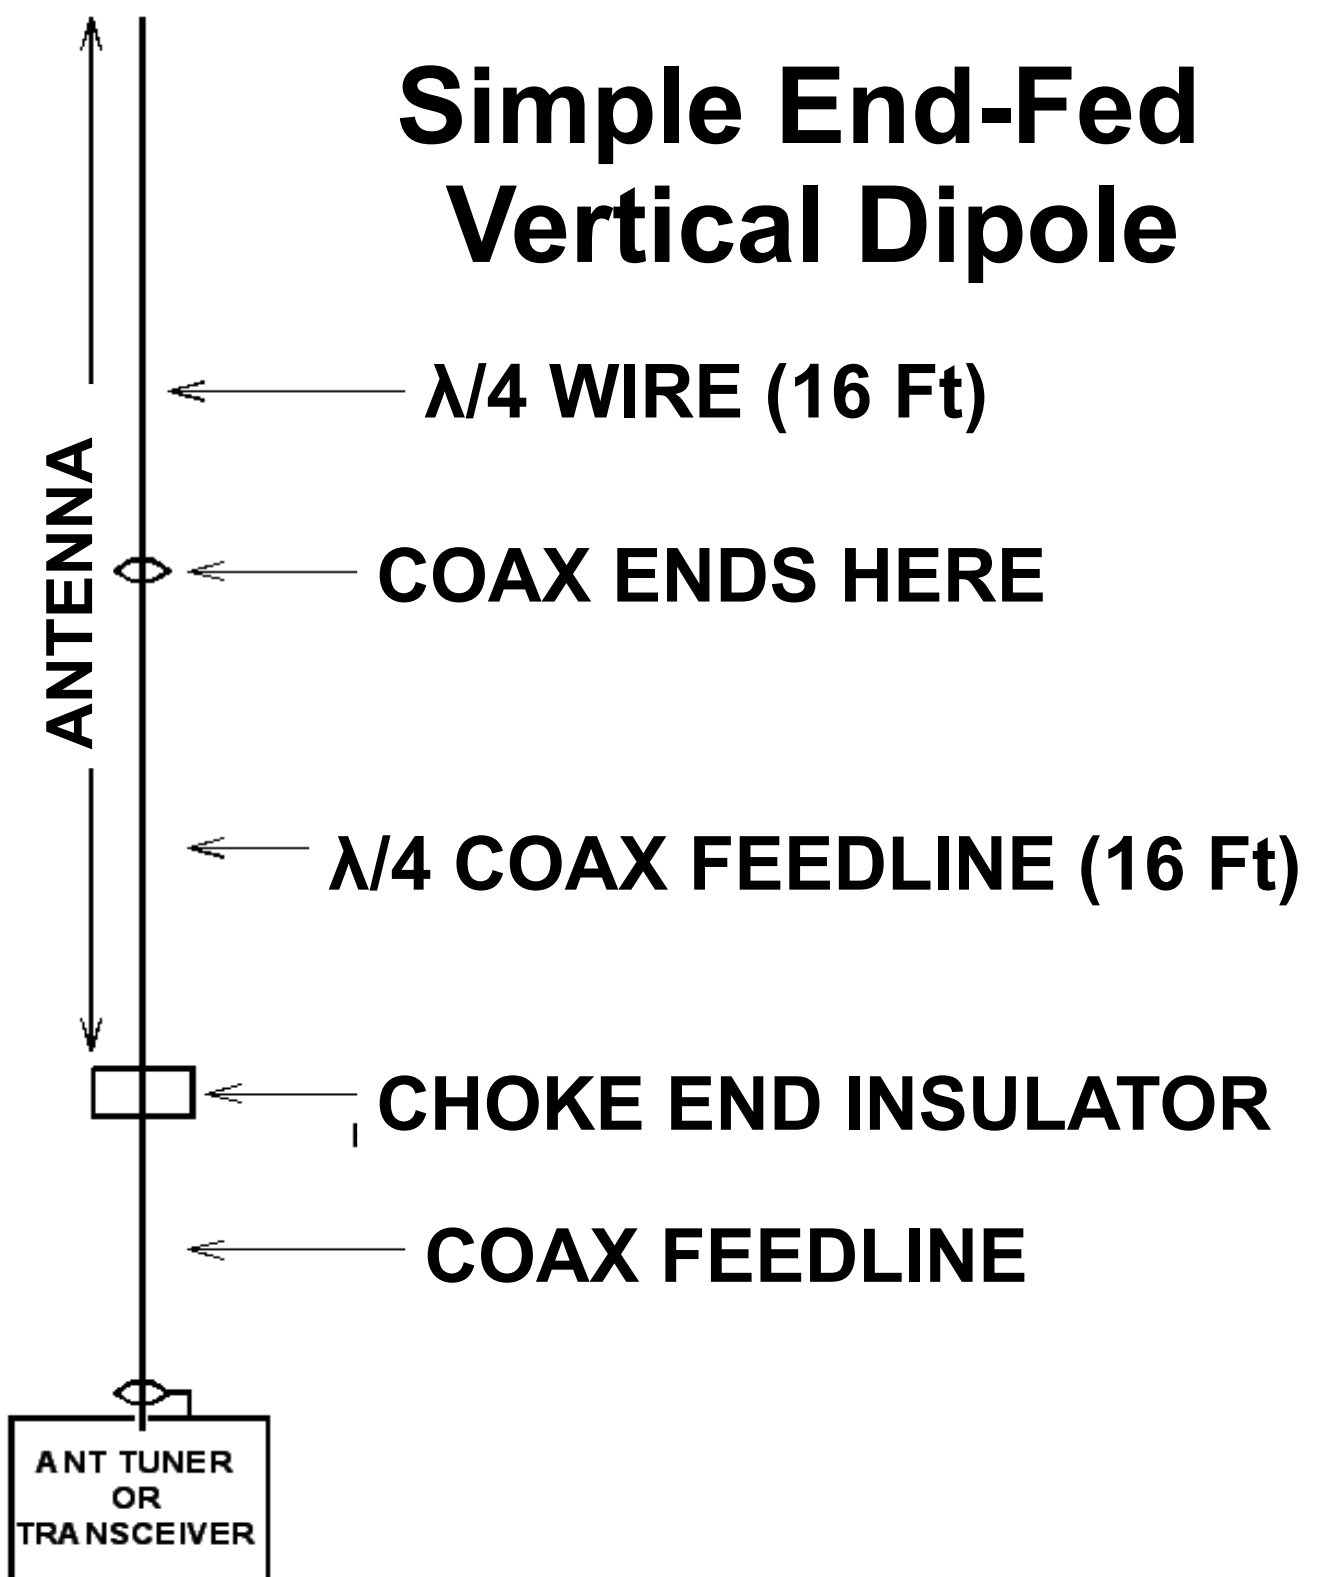 Simple End-Fed
Vertical Dipole
λ/4 WIRE (16 Ft)
ANTENNA
COAX ENDS HERE
λ/4 COAX FEEDLINE (16 Ft)
CHOKE END INSULATOR
COAX FEEDLINE
ANT TUNER
OR
TRANSCEIVER